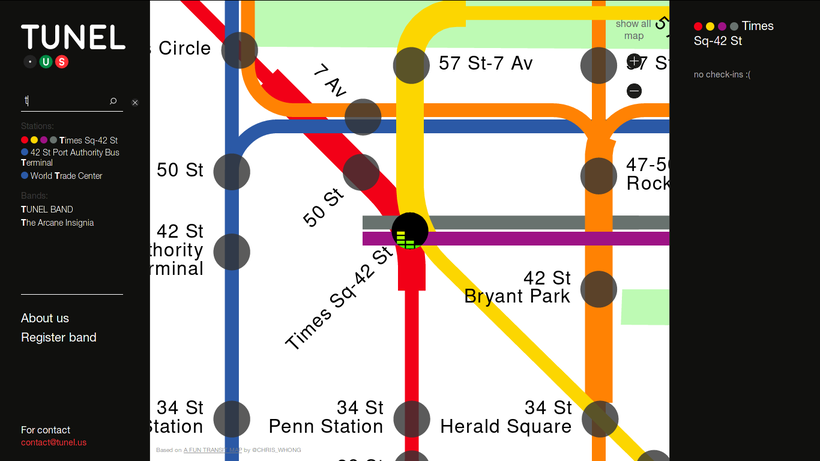 TUNEL
U S
t
Stations:
Times Sq-42 St
42 St Port Authority Bus
Terminal
World Trade Center
Bands:
TUNEL BAND
The Arcane Insignia
About us
Register band
For contact
contact@tunel.us
Circle
7 Av
57 St-7 Av
show all
map
7 St
50 St
50 St
47-5
Rock
42 St
thority
rminal
Times Sq-42 St
42 St
Bryant Park
34 St
Station
34 St
Penn Station
34 St
Herald Square
Based on A FUN TRANSIT MAP by @CHRIS_WHONG
Times
Sq-42 St
no check-ins :(